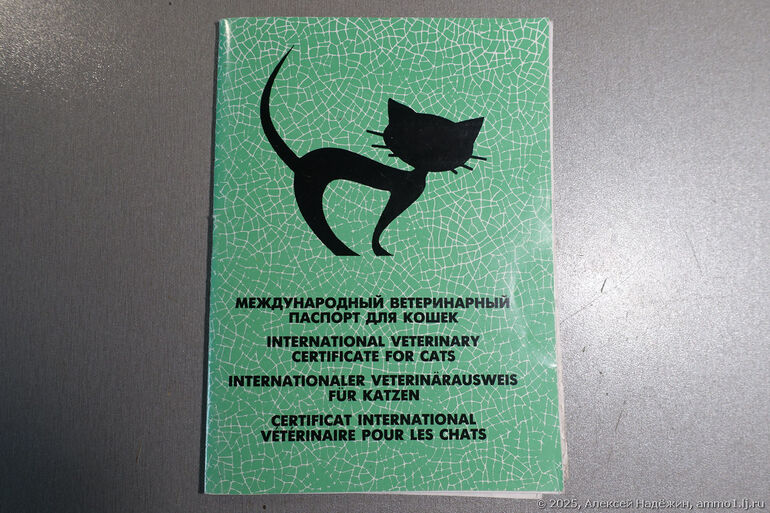 МЕЖДУНАРОДНЫЙ ВЕТЕРИНАРНЫЙ
ПАСПОРТ ДЛЯ КОШЕК
INTERNATIONAL VETERINARY
CERTIFICATE FOR CATS
INTERNATIONALER VETERINÄRAUSWEIS
FÜR KATZEN
CERTIFICAT INTERNATIONAL
VÉTÉRINAIRE POUR LES CHATS
© 2025, Алексей Надёжин, ammo1.lj.ru